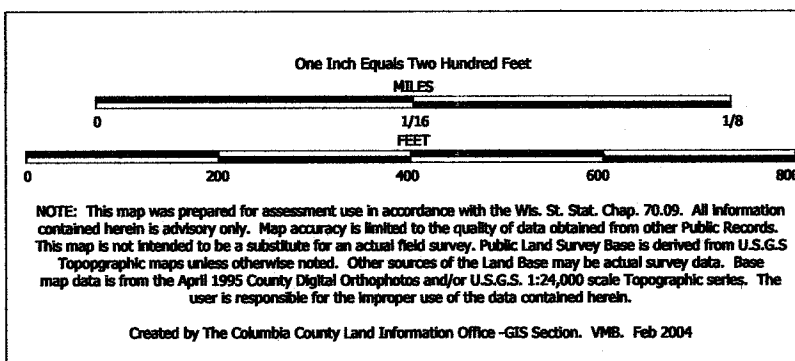 One Inch Equals Two Hundred Feet
MILES
0 1/16 1/8
FEET
0 200 400 600 800
NOTE: This map was prepared for assessment use in accordance with the Wis. St. Stat. Chap. 70.09. All information
contained herein is advisory only. Map accuracy is limited to the quality of data obtained from other Public Records.
This map is not intended to be a substitute for an actual field survey. Public Land Survey Base is derived from U.S.G.S
Topopgraphic maps unless otherwise noted. Other sources of the Land Base may be actual survey data. Base
map data is from the April 1995 County Digital Orthophotos and/or U.S.G.S. 1:24,000 scale Topographic series. The
user is responsible for the improper use of the data contained herein.
Created by The Columbia County Land Information Office -GIS Section. VMB. Feb 2004